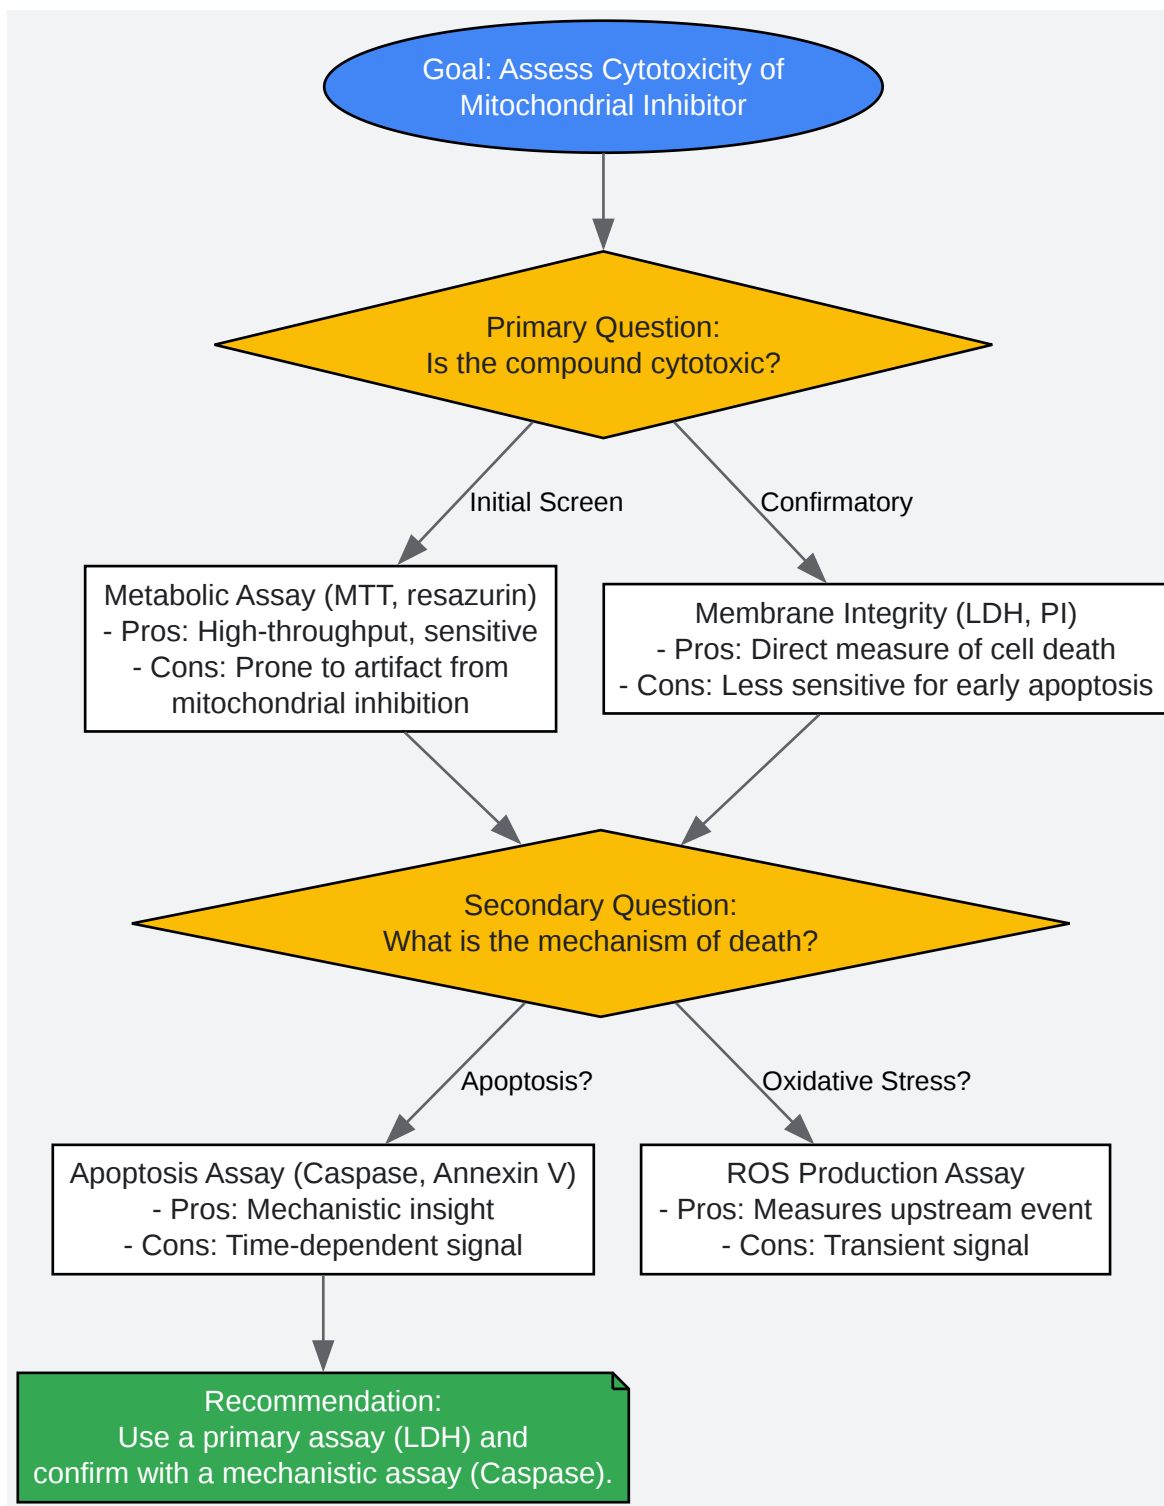 Goal: Assess Cytotoxicity of
Mitochondrial Inhibitor
Primary Question:
Is the compound cytotoxic?
Initial Screen
Confirmatory
Metabolic Assay (MTT, resazurin)
- Pros: High-throughput, sensitive
- Cons: Prone to artifact from
mitochondrial inhibition
Membrane Integrity (LDH, PI)
- Pros: Direct measure of cell death
- Cons: Less sensitive for early apoptosis
Secondary Question:
What is the mechanism of death?
Apoptosis?
Oxidative Stress?
Apoptosis Assay (Caspase, Annexin V)
- Pros: Mechanistic insight
- Cons: Time-dependent signal
ROS Production Assay
- Pros: Measures upstream event
- Cons: Transient signal
Recommendation:
Use a primary assay (LDH) and
confirm with a mechanistic assay (Caspase).